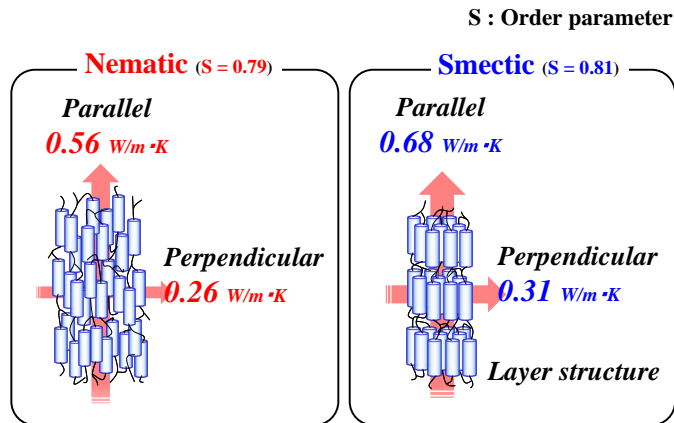 S : Order parameter
Nematic (S = 0.79)
Parallel
0.56 W/m・K
Perpendicular
0.26 W/m・K
Smectic (S = 0.81)
Parallel
0.68 W/m・K
Perpendicular
0.31 W/m・K
Layer structure